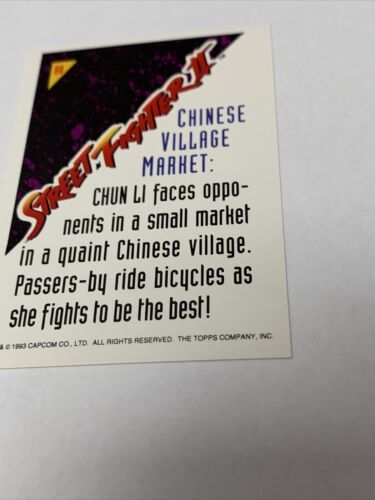 STREET FIGHTER II
CHINESE
VILLAGE
MARKET:
CHUN LI faces oppo-
nents in a small market
in a quaint Chinese village.
Passers-by ride bicycles as
she fights to be the best!
& © 1993 CAPCOM CO., LTD. ALL RIGHTS RESERVED. THE TOPPS COMPANY, INC.